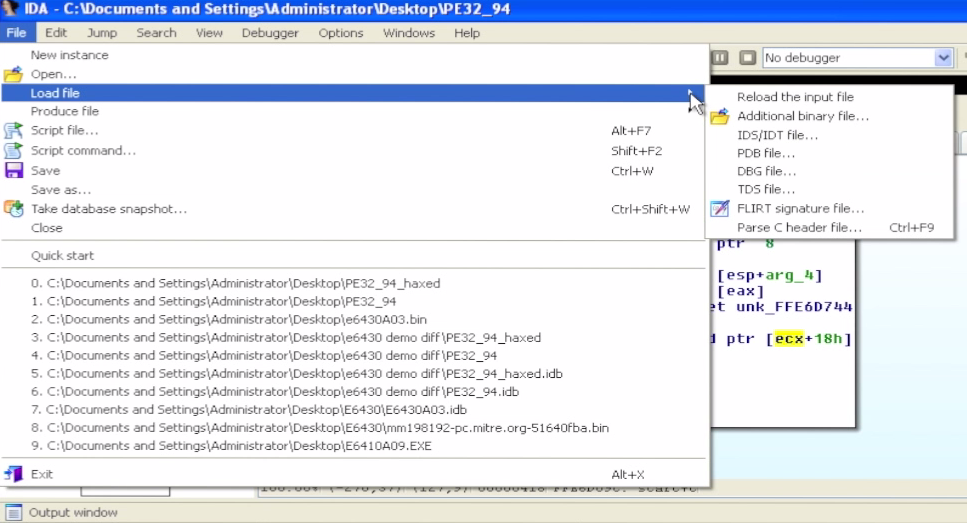 IDA - C:\Documents and Settings\Administrator\Desktop\PE32_94
File Edit Jump Search View Debugger Options Windows Help
New instance
Open...
Load file
Produce file
Script file... Alt+F7
Script command... Shift+F2
Save Ctrl+W
Save as...
Take database snapshot... Ctrl+Shift+W
Close
Quick start
0. C:\Documents and Settings\Administrator\Desktop\PE32_94_haxed
1. C:\Documents and Settings\Administrator\Desktop\PE32_94
2. C:\Documents and Settings\Administrator\Desktop\e6430A03.bin
3. C:\Documents and Settings\Administrator\Desktop\e6430 demo diff\PE32_94_haxed
4. C:\Documents and Settings\Administrator\Desktop\e6430 demo diff\PE32_94
5. C:\Documents and Settings\Administrator\Desktop\e6430 demo diff\PE32_94_haxed.idb
6. C:\Documents and Settings\Administrator\Desktop\e6430 demo diff\PE32_94.idb
7. C:\Documents and Settings\Administrator\Desktop\E6430\E6430A03.idb
8. C:\Documents and Settings\Administrator\Desktop\E6430\mm198192-pc.mitre.org-51640fba.bin
9. C:\Documents and Settings\Administrator\Desktop\E6410A09.EXE
Exit Alt+X
No debugger
Reload the input file
Additional binary file...
IDS/IDT file...
PDB file...
DBG file...
TDS file...
FLIRT signature file...
Parse C header file... Ctrl+F9
ptr 8
[esp+arg_4]
[eax]
et unk_FFE6D744
d ptr [ecx+18h]
Output window